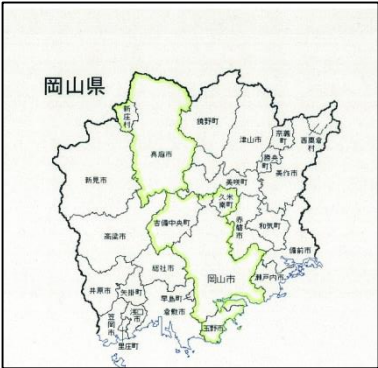 岡山県
新庄村
真庭市
鏡野町
津山市
奈義町
勝央町
西粟倉村
美作市
新見市
美咲町
久米南町
吉備中央町
赤磐市
和気町
備前市
高梁市
岡山市
瀬戸内市
総社市
井原市
矢掛町
早島町
倉敷市
笠岡市
浅口市
里庄町
玉野市